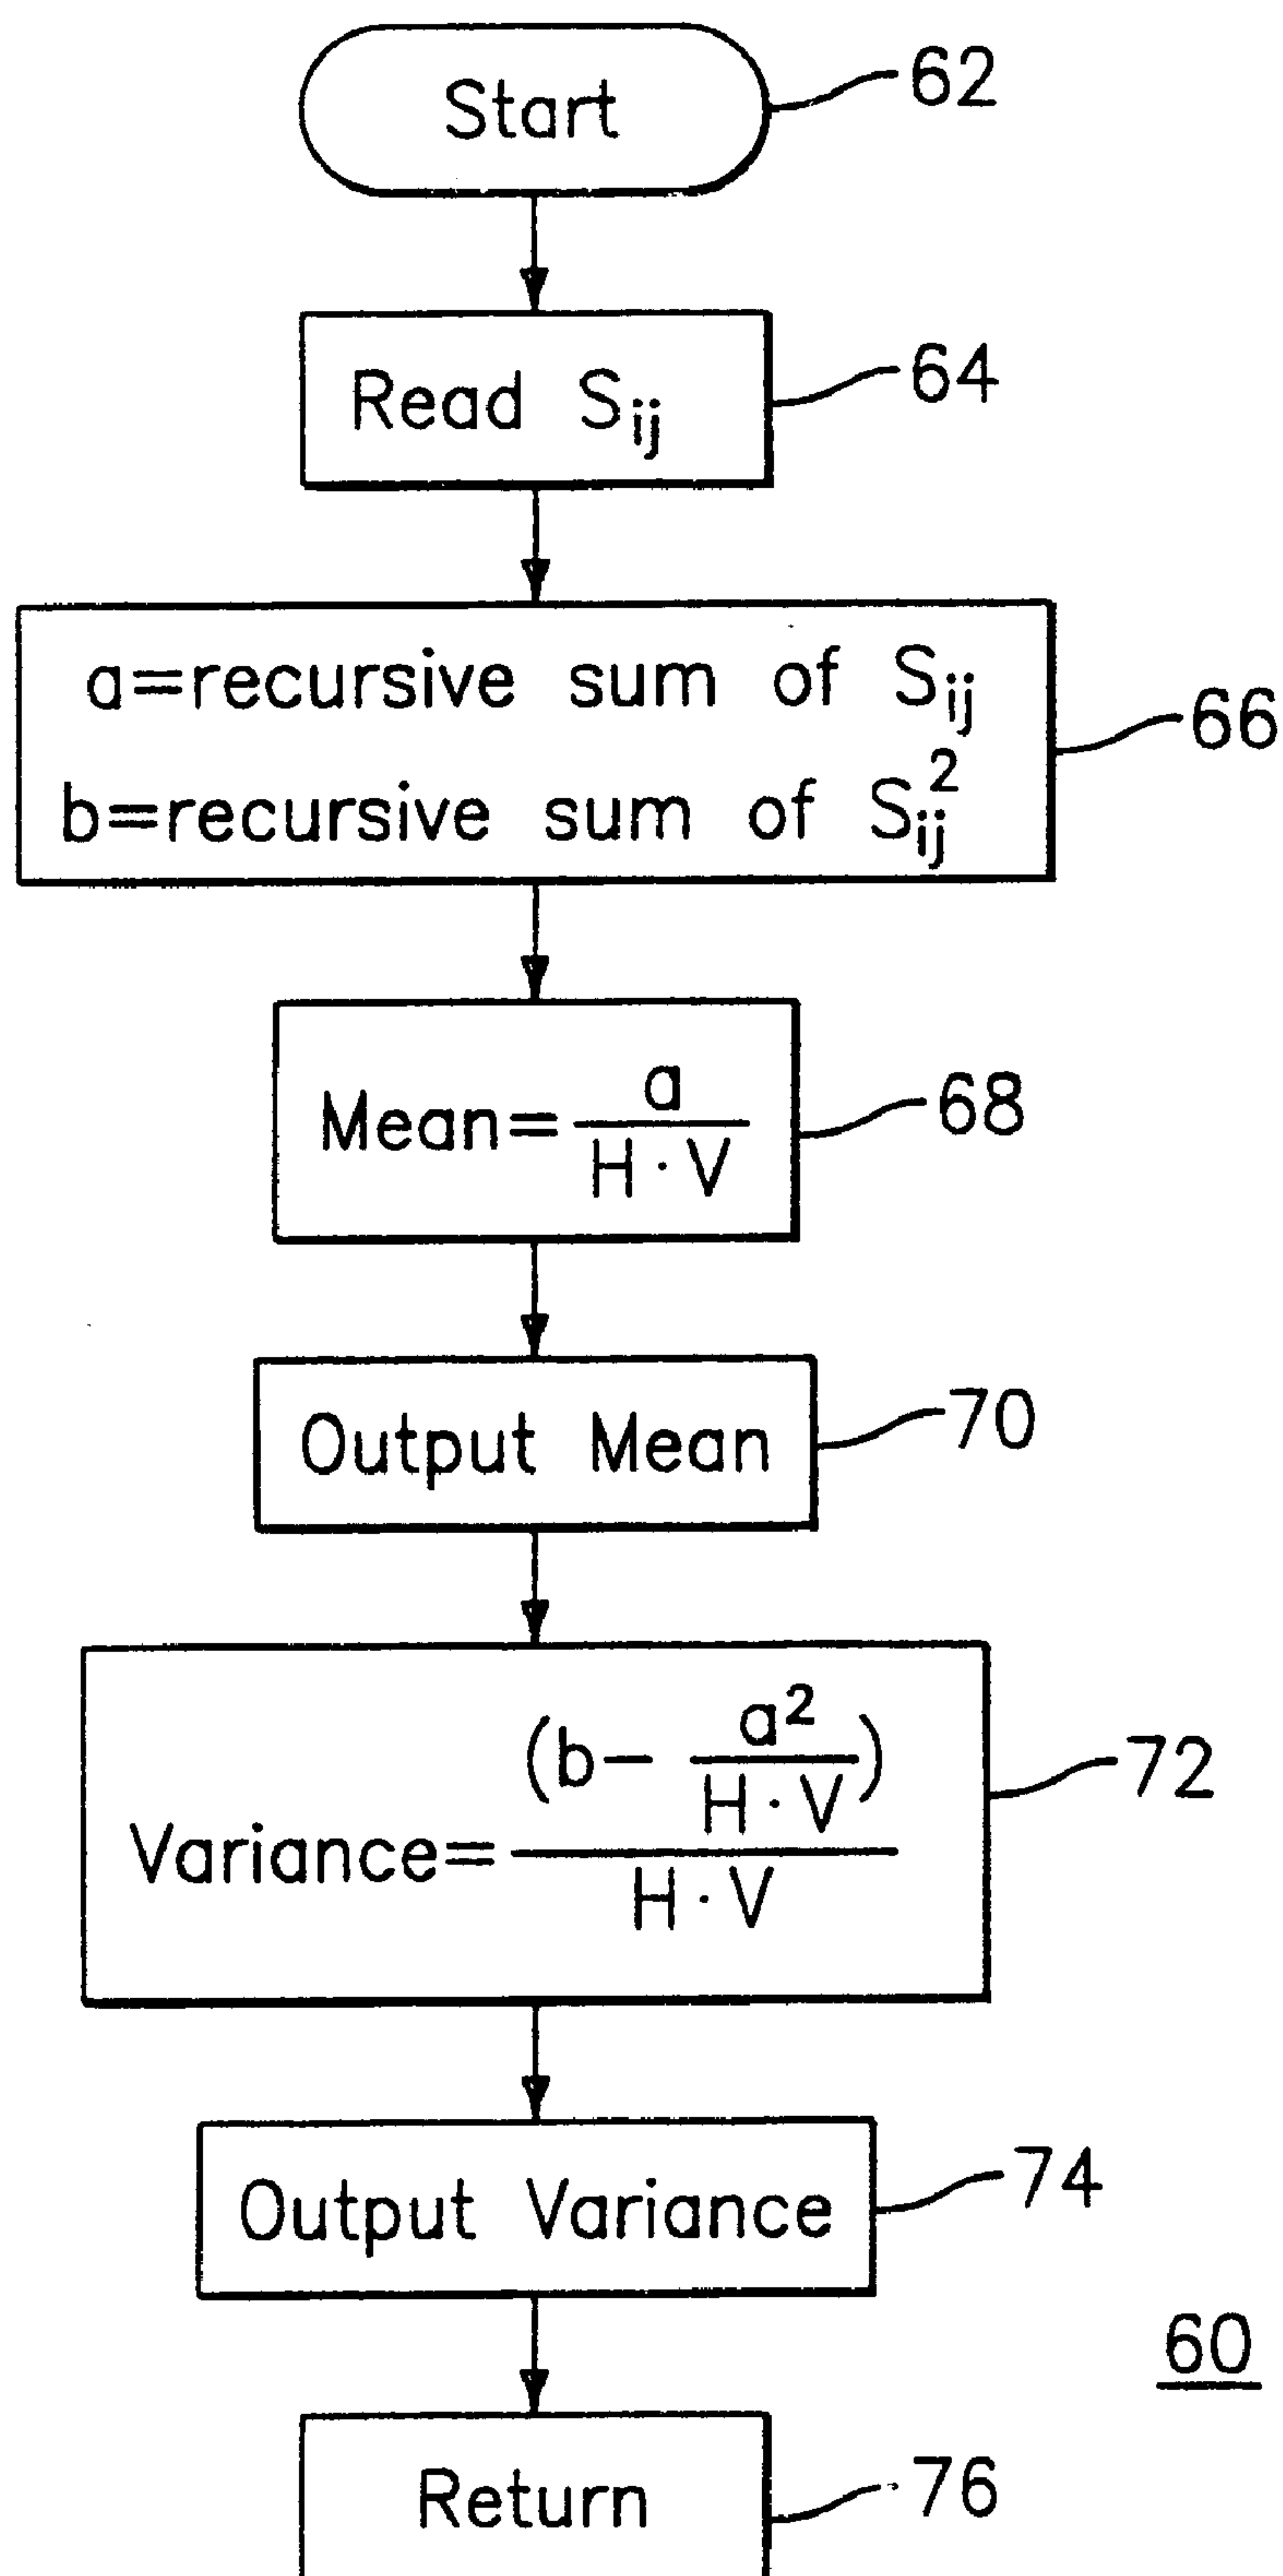 Start
62
Read S_ij
64
a=recursive sum of S_ij
b=recursive sum of S_ij^2
66
Mean= a / H · V
68
Output Mean
70
Variance= (b- a² / H · V) / H · V
72
Output Variance
74
60
Return
76